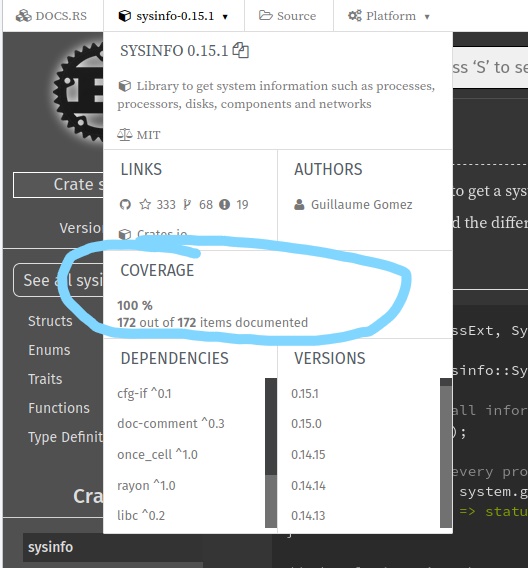 DOCS.RS
sysinfo-0.15.1
Source
Platform
SYSINFO 0.15.1
ss ‘S’ to se
Library to get system information such as processes,
processors, disks, components and networks
MIT
LINKS
AUTHORS
Crate s
to get a sys
333 68 19
Guillaume Gomez
Version
d the differ
Crates.io
COVERAGE
See all sysi
100 %
172 out of 172 items documented
Structs
ssExt, Sy
Enums
DEPENDENCIES
VERSIONS
Traits
sinfo::Sy
cfg-if ^0.1
0.15.1
Functions
all infor
doc-comment ^0.3
0.15.0
);
Type Definit
once_cell ^1.0
0.14.15
every pro
rayon ^1.0
0.14.14
system.g
Cra
=> statu
libc ^0.2
0.14.13
}
sysinfo